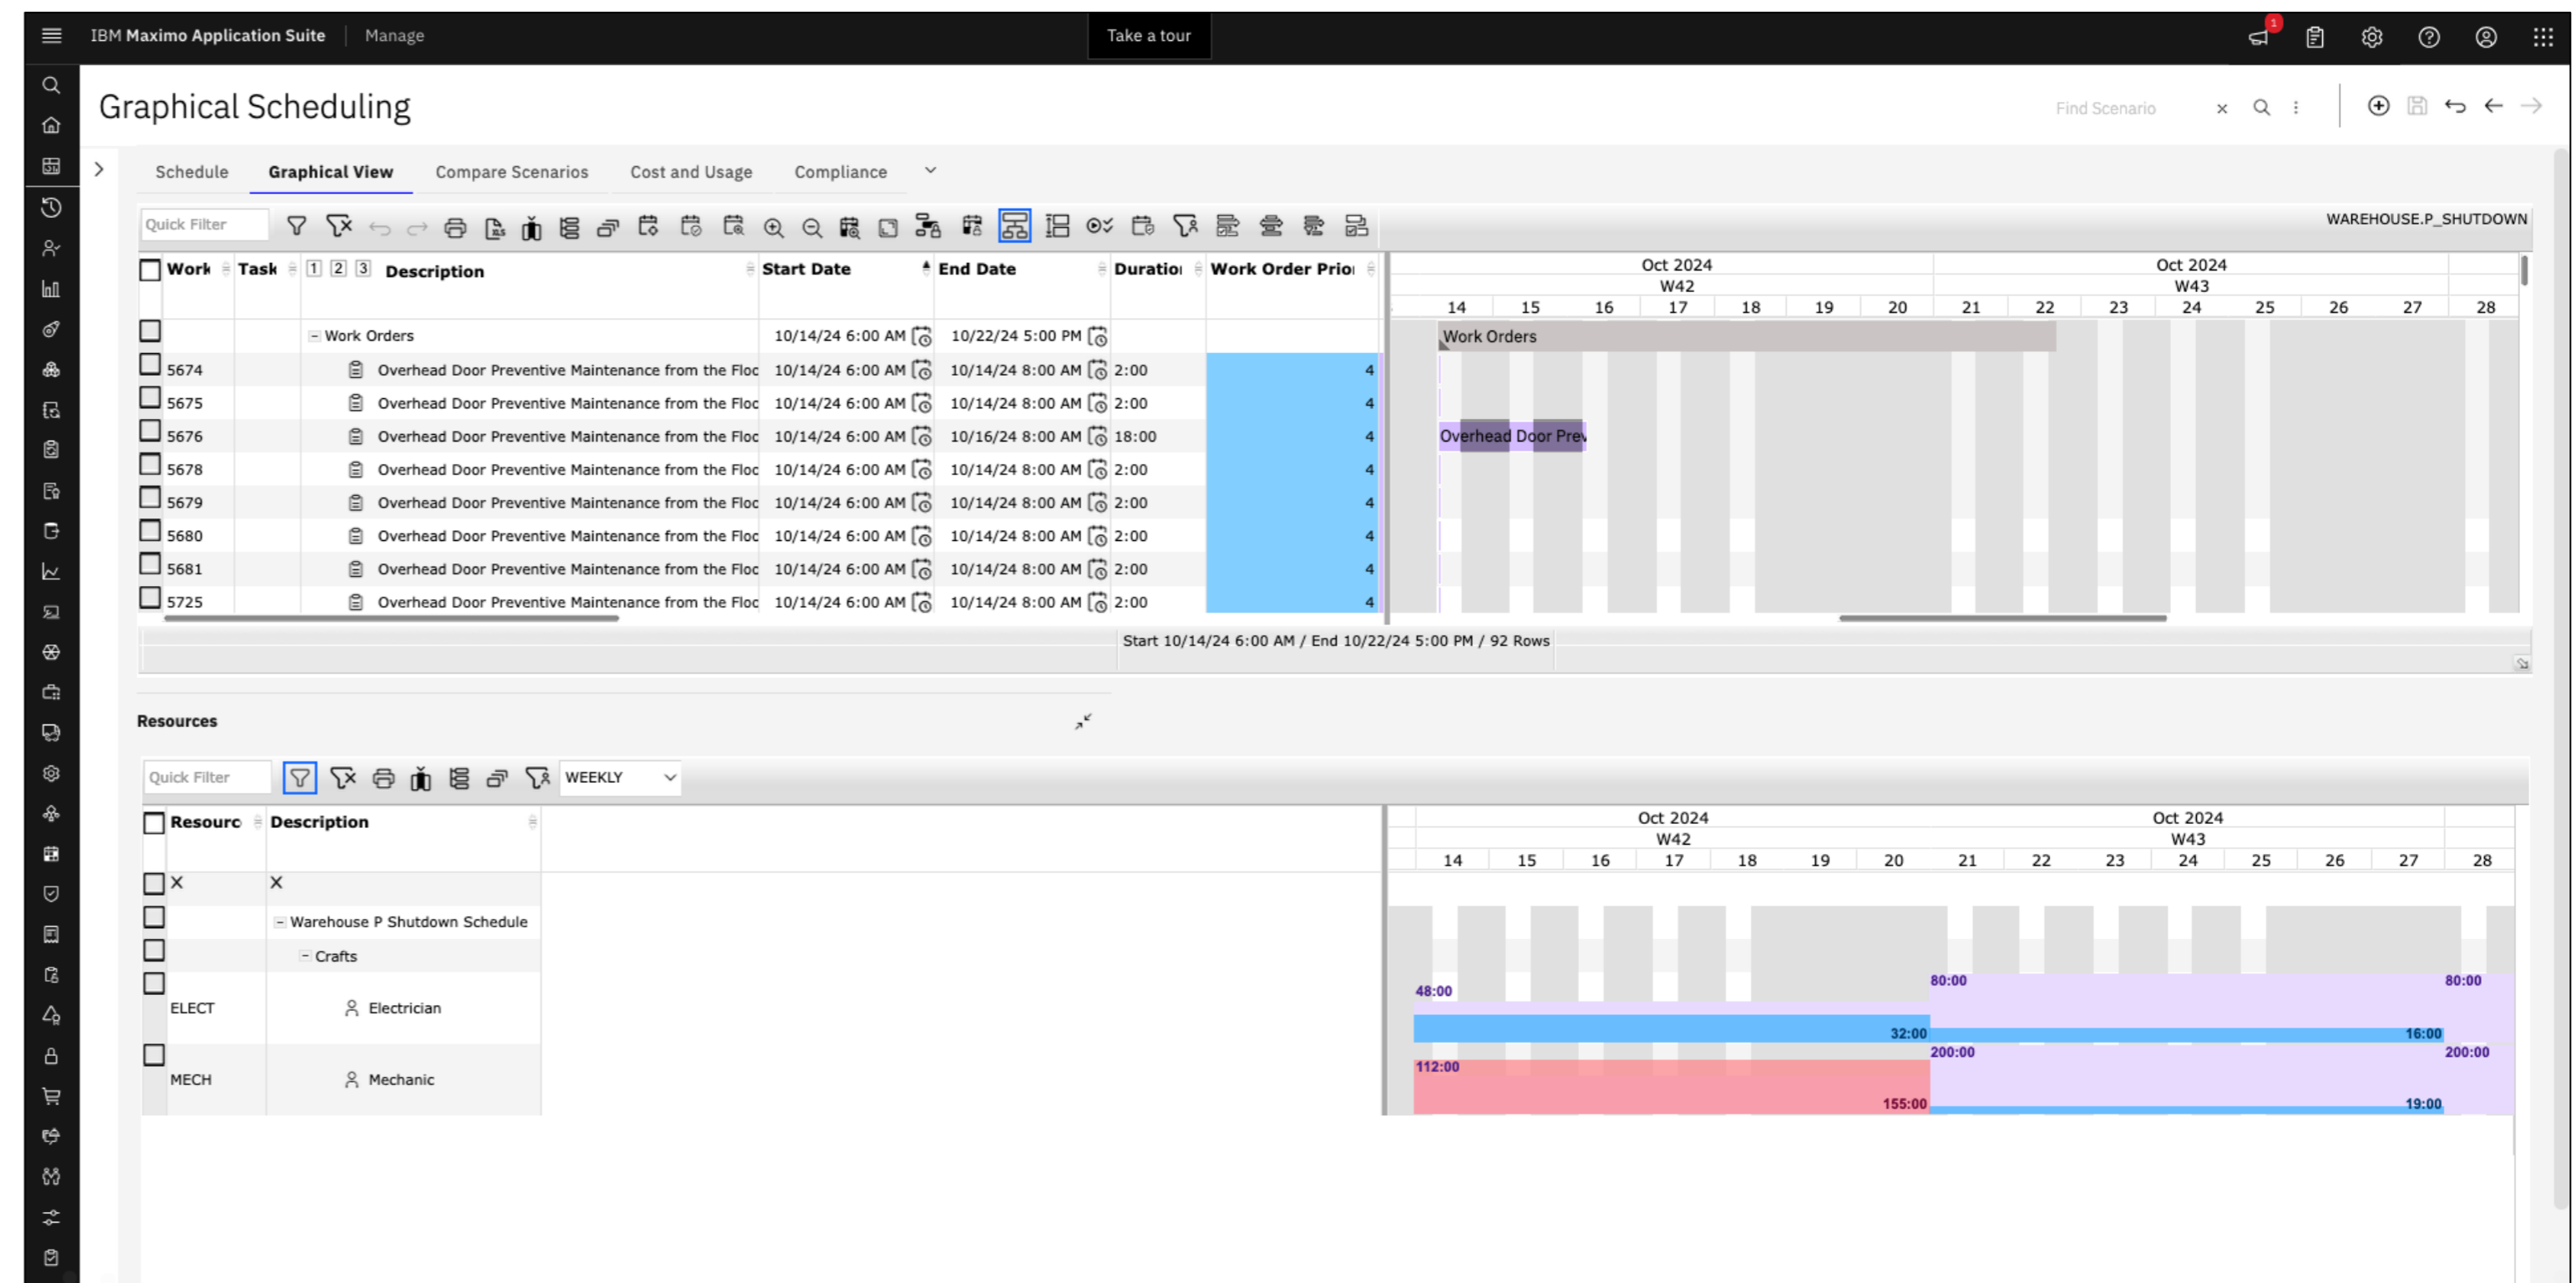 IBM Maximo Application Suite | Manage
Take a tour
1
Graphical Scheduling
Find Scenario
Schedule Graphical View Compare Scenarios Cost and Usage Compliance
Quick Filter
WAREHOUSE.P_SHUTDOWN
Work Task 1 2 3 Description Start Date End Date Duratio Work Order Prio
Oct 2024 Oct 2024
W42 W43
14 15 16 17 18 19 20 21 22 23 24 25 26 27 28
Work Orders 10/14/24 6:00 AM 10/22/24 5:00 PM Work Orders
5674 Overhead Door Preventive Maintenance from the Floo 10/14/24 6:00 AM 10/14/24 8:00 AM 2:00 4
5675 Overhead Door Preventive Maintenance from the Floo 10/14/24 6:00 AM 10/14/24 8:00 AM 2:00 4
5676 Overhead Door Preventive Maintenance from the Floo 10/14/24 6:00 AM 10/16/24 8:00 AM 18:00 4 Overhead Door Prev
5678 Overhead Door Preventive Maintenance from the Floo 10/14/24 6:00 AM 10/14/24 8:00 AM 2:00 4
5679 Overhead Door Preventive Maintenance from the Floo 10/14/24 6:00 AM 10/14/24 8:00 AM 2:00 4
5680 Overhead Door Preventive Maintenance from the Floo 10/14/24 6:00 AM 10/14/24 8:00 AM 2:00 4
5681 Overhead Door Preventive Maintenance from the Floo 10/14/24 6:00 AM 10/14/24 8:00 AM 2:00 4
5725 Overhead Door Preventive Maintenance from the Floo 10/14/24 6:00 AM 10/14/24 8:00 AM 2:00 4
Start 10/14/24 6:00 AM / End 10/22/24 5:00 PM / 92 Rows
Resources
Quick Filter WEEKLY
Resourc Description
Oct 2024 Oct 2024
W42 W43
14 15 16 17 18 19 20 21 22 23 24 25 26 27 28
X X
Warehouse P Shutdown Schedule
Crafts
48:00 80:00 80:00
ELECT Electrician
32:00 16:00
200:00 200:00
112:00
MECH Mechanic
155:00 19:00